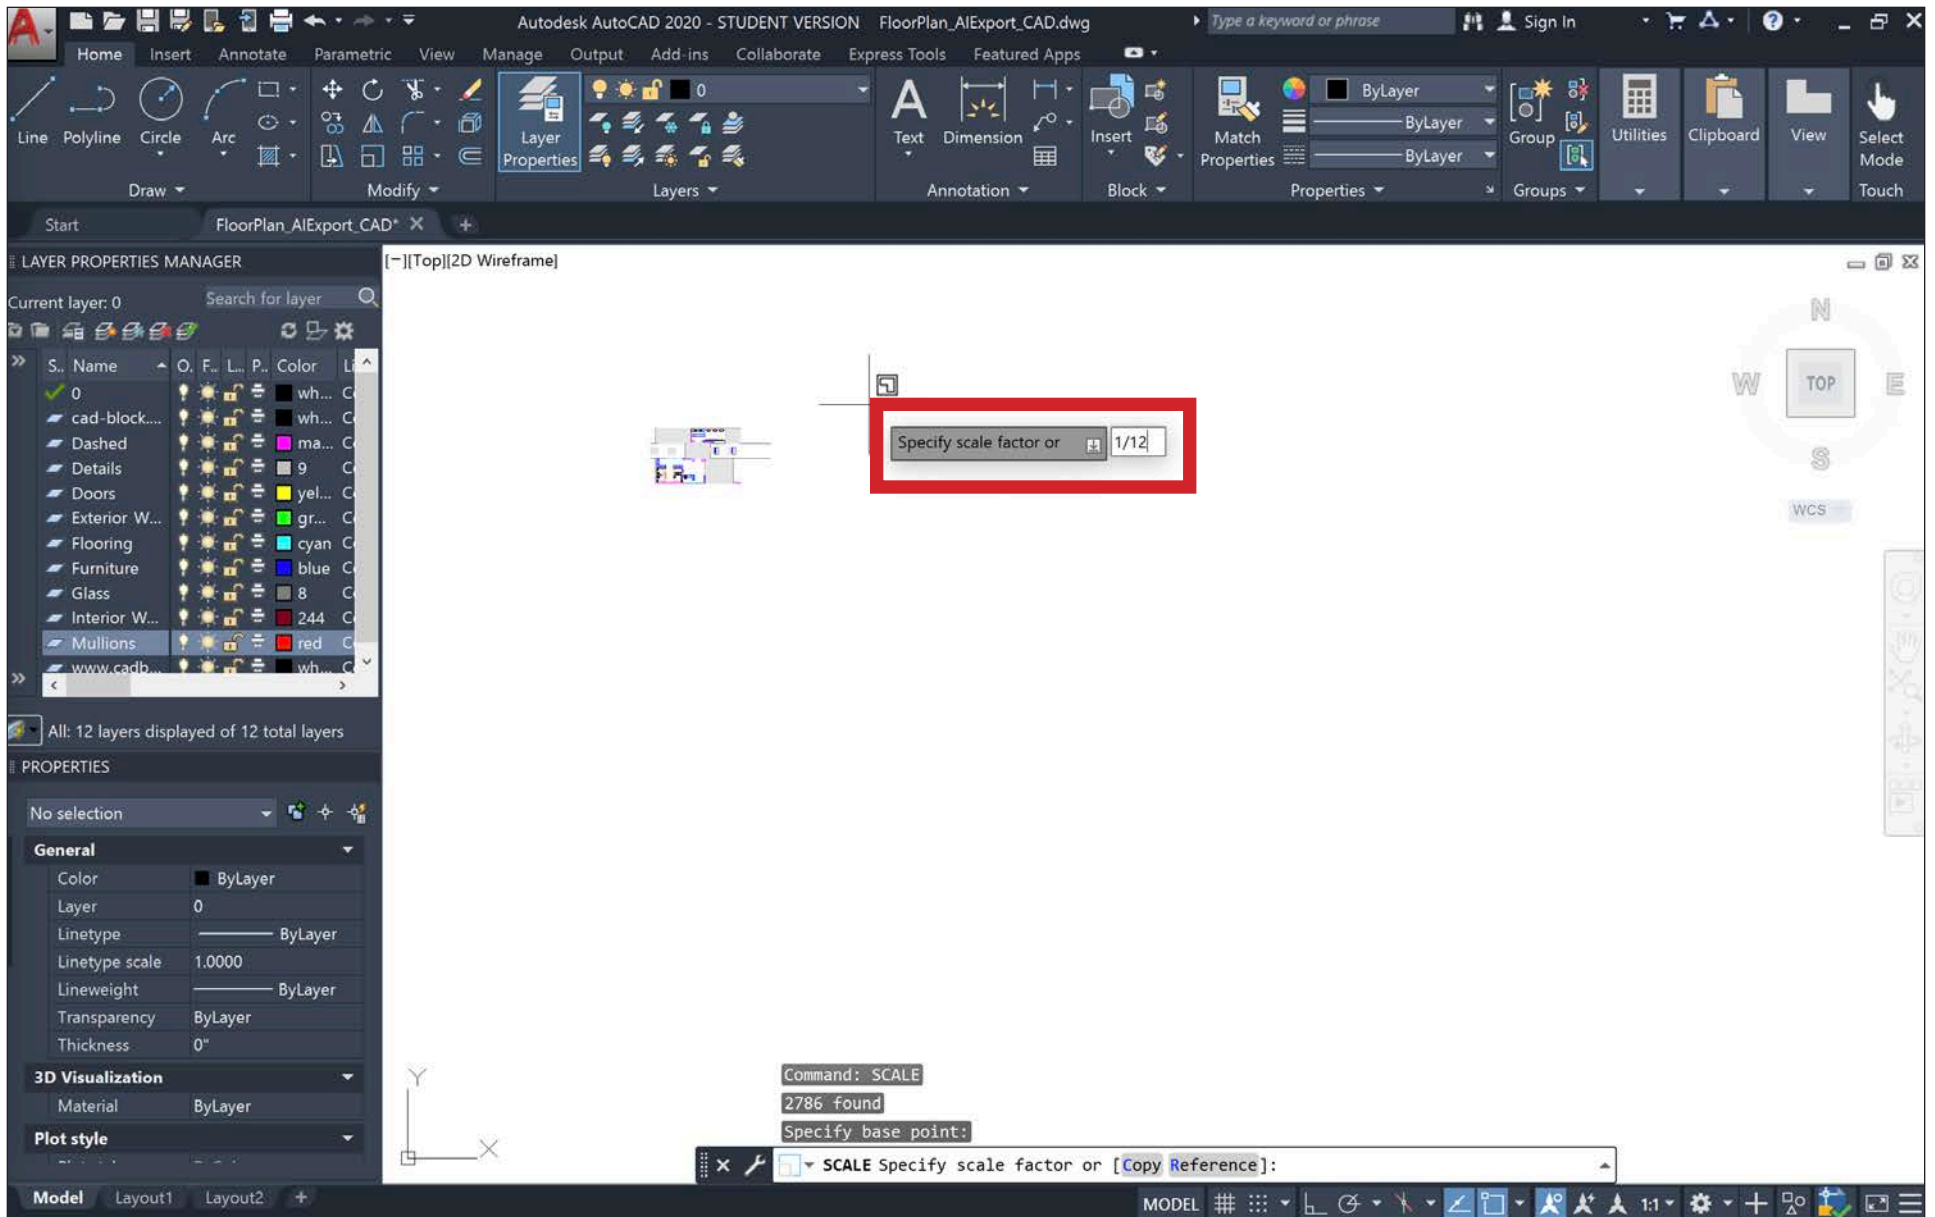 Autodesk AutoCAD 2020 - STUDENT VERSION FloorPlan_AIExport_CAD.dwg
Type a keyword or phrase
Sign In
Home Insert Annotate Parametric View Manage Output Add-ins Collaborate Express Tools Featured Apps
Line Polyline Circle Arc
Draw
Modify
Layer Properties
0
Layers
Text Dimension
Annotation
Insert
Block
Match Properties
ByLayer
ByLayer
ByLayer
Properties
Group
Groups
Utilities
Clipboard
View
Select Mode
Touch
Start FloorPlan_AIExport_CAD*
LAYER PROPERTIES MANAGER
Current layer: 0 Search for layer
S.. Name O. F.. L... P.. Color Li
0 wh... C
cad-block.... wh... C
Dashed ma... C
Details 9 C
Doors yel... C
Exterior W... gr... C
Flooring cyan C
Furniture blue C
Glass 8 C
Interior W... 244 C
Mullions red C
www.cadb... wh... C
All: 12 layers displayed of 12 total layers
PROPERTIES
No selection
General
Color ByLayer
Layer 0
Linetype ByLayer
Linetype scale 1.0000
Lineweight ByLayer
Transparency ByLayer
Thickness 0"
3D Visualization
Material ByLayer
Plot style
[−][Top][2D Wireframe]
N
W TOP E
S
WCS
Specify scale factor or 1/12
Y
X
Command: SCALE
2786 found
Specify base point:
SCALE Specify scale factor or [Copy Reference]:
Model Layout1 Layout2 +
MODEL 1:1